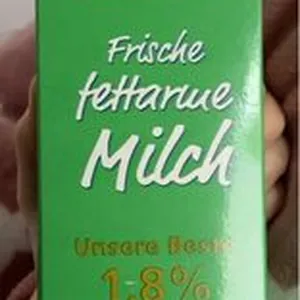 Frische
fettarme
Milch
Unsere Beste
1,8%